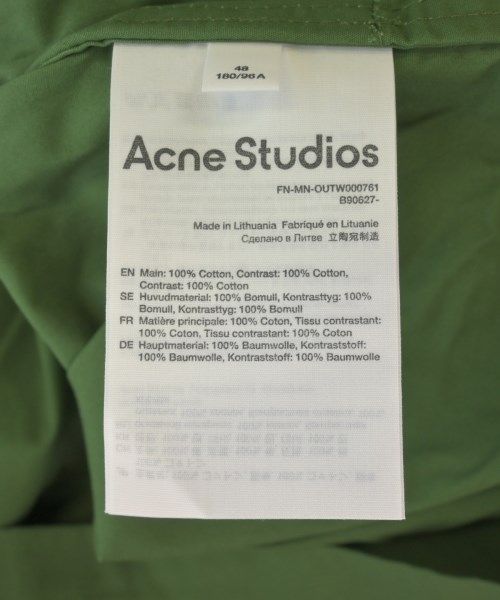 48
180/96A
Acne Studios
FN-MN-OUTW000761
B90627-
Made in Lithuania Fabriqué en Lituanie
Сделано в Литве 立陶宛制造
EN Main: 100% Cotton, Contrast: 100% Cotton,
Contrast: 100% Cotton
SE Huvudmaterial: 100% Bomull, Kontrasttyg: 100%
Bomull, Kontrasttyg: 100% Bomull
FR Matière principale: 100% Coton, Tissu contrastant:
100% Coton, Tissu contrastant: 100% Coton
DE Hauptmaterial: 100% Baumwolle, Kontraststoff:
100% Baumwolle, Kontraststoff: 100% Baumwolle